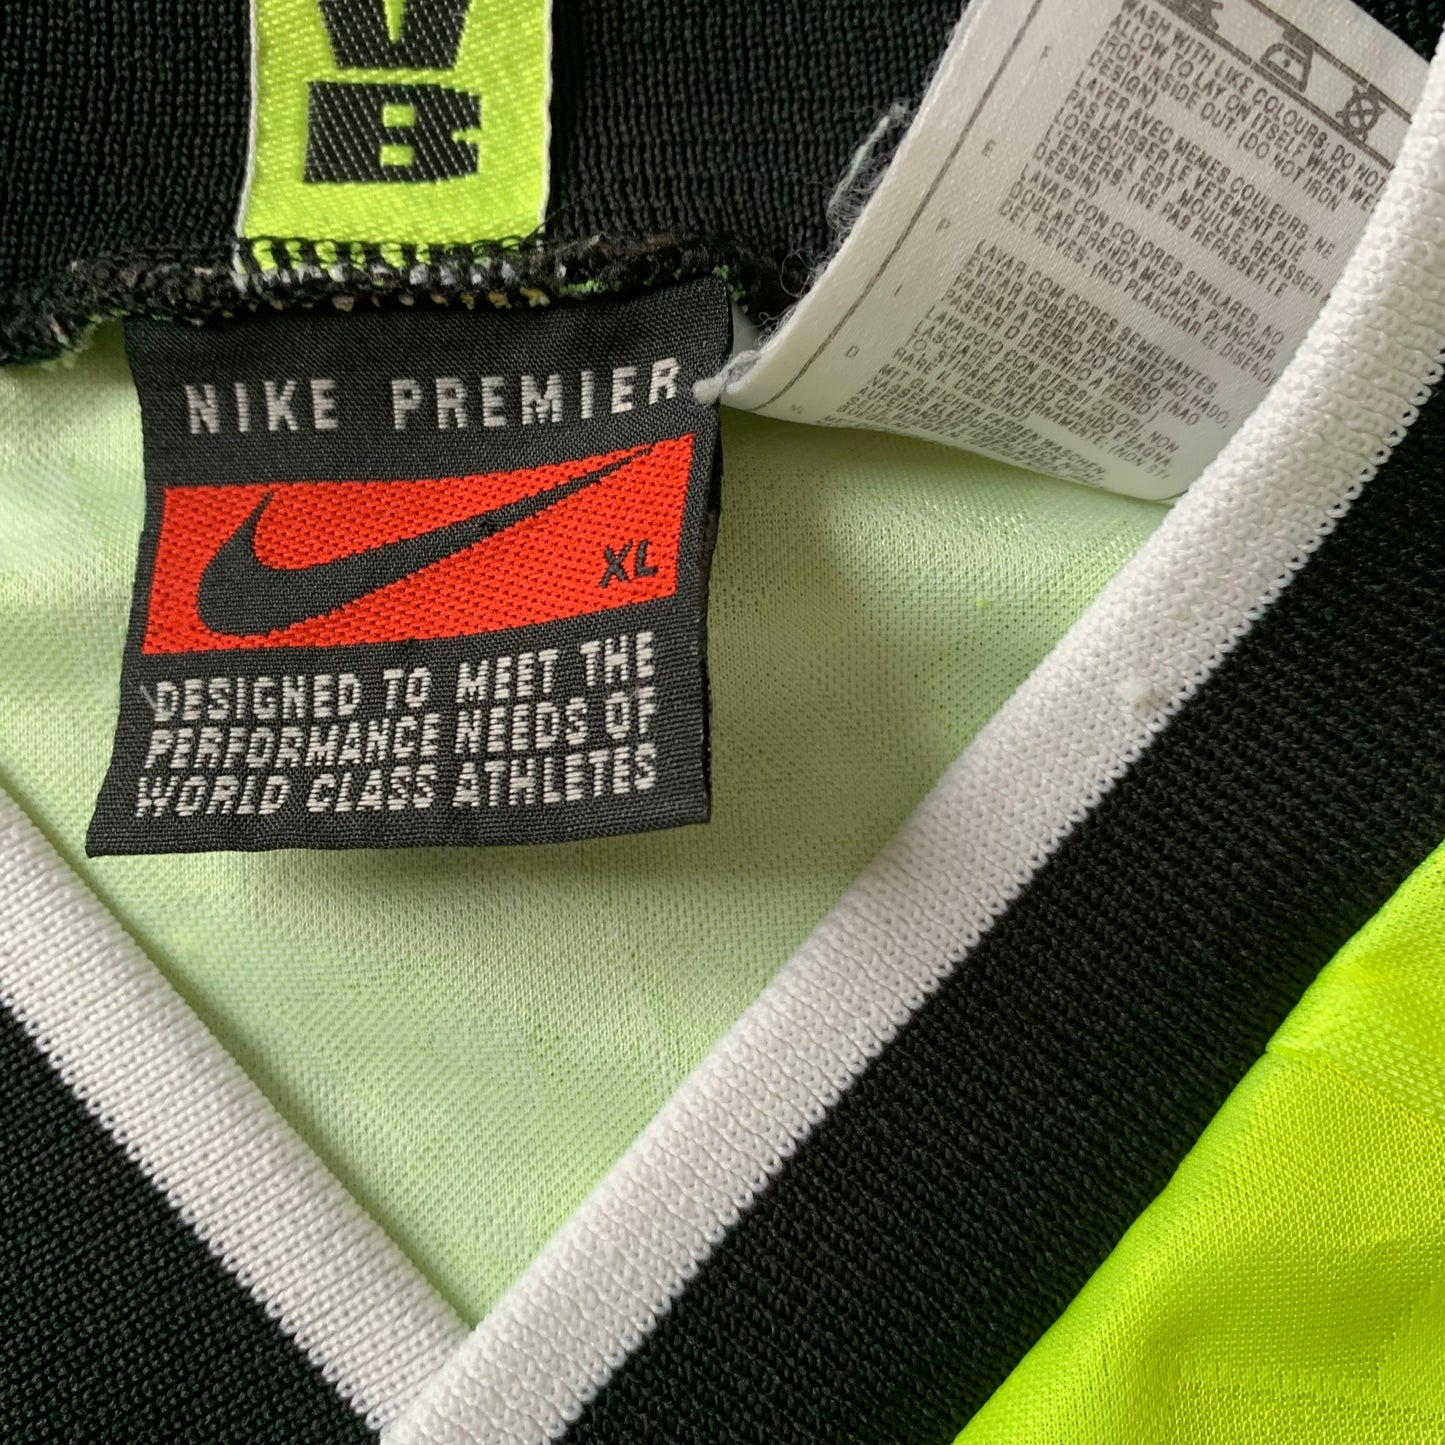 V
B
NIKE PREMIER
XL
DESIGNED TO MEET THE
PERFORMANCE NEEDS OF
WORLD CLASS ATHLETES
WASH WITH LIKE COLOURS, DO NOT
ALLOW TO LAY ON ITSELF WHEN WE
IRON INSIDE OUT. (DO NOT IRON
DESIGN)
F
LAVER AVEC MEMES COULEURS. NE
PAS LAISSER LE VETEMENT PLIE
LORSQU'IL EST MOUILLE. REPASSER
L'ENVERS. (NE PAS REPASSER LE
DESSIN)
E
LAVAR CON COLORES SIMILARES, NO
DOBLAR PRENDA MOJADA, PLANCHAR
DEL REVES, (NO PLANCHAR EL DISENO
P
LAVAR COM CORES SEMELHANTES
EVITAR DOBRAR ENQUANTO MOLHADO
PASSAR A FERRO DO AVESSO, (NAO
PASSAR O DESENHO A FERRO)
I